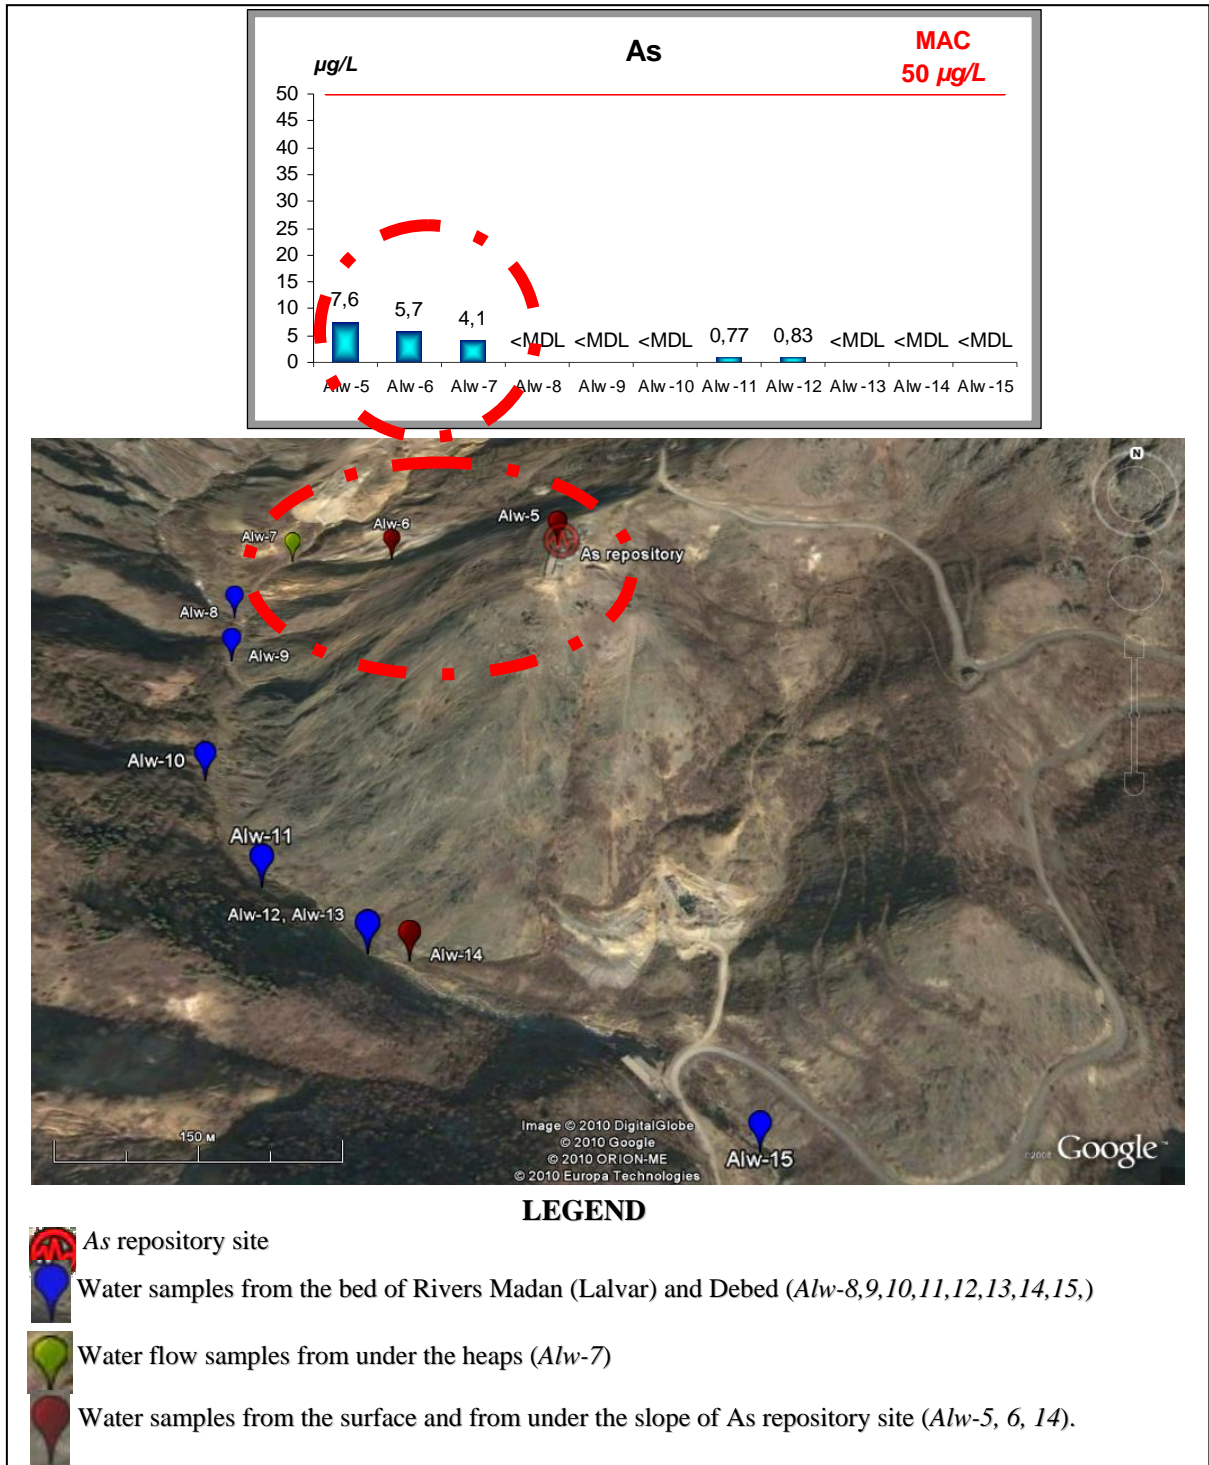 As
MAC
50 µg/L
µg/L
50
45
40
35
30
25
20
15
10
5
0
7,6
5,7
4,1
<MDL
<MDL
<MDL
0,77
0,83
<MDL
<MDL
<MDL
Alw-5
Alw-6
Alw-7
Alw-8
Alw-9
Alw-10
Alw-11
Alw-12
Alw-13
Alw-14
Alw-15
N
Alw-5
Alw-6
Alw-7
As repository
Alw-8
Alw-9
Alw-10
Alw-11
Alw-12, Alw-13
Alw-14
150 м
Image © 2010 DigitalGlobe
© 2010 Google
© 2010 ORION-ME
© 2010 Europa Technologies
Alw-15
©2008 Google™
LEGEND
As repository site
Water samples from the bed of Rivers Madan (Lalvar) and Debed (Alw-8,9,10,11,12,13,14,15,)
Water flow samples from under the heaps (Alw-7)
Water samples from the surface and from under the slope of As repository site (Alw-5, 6, 14).